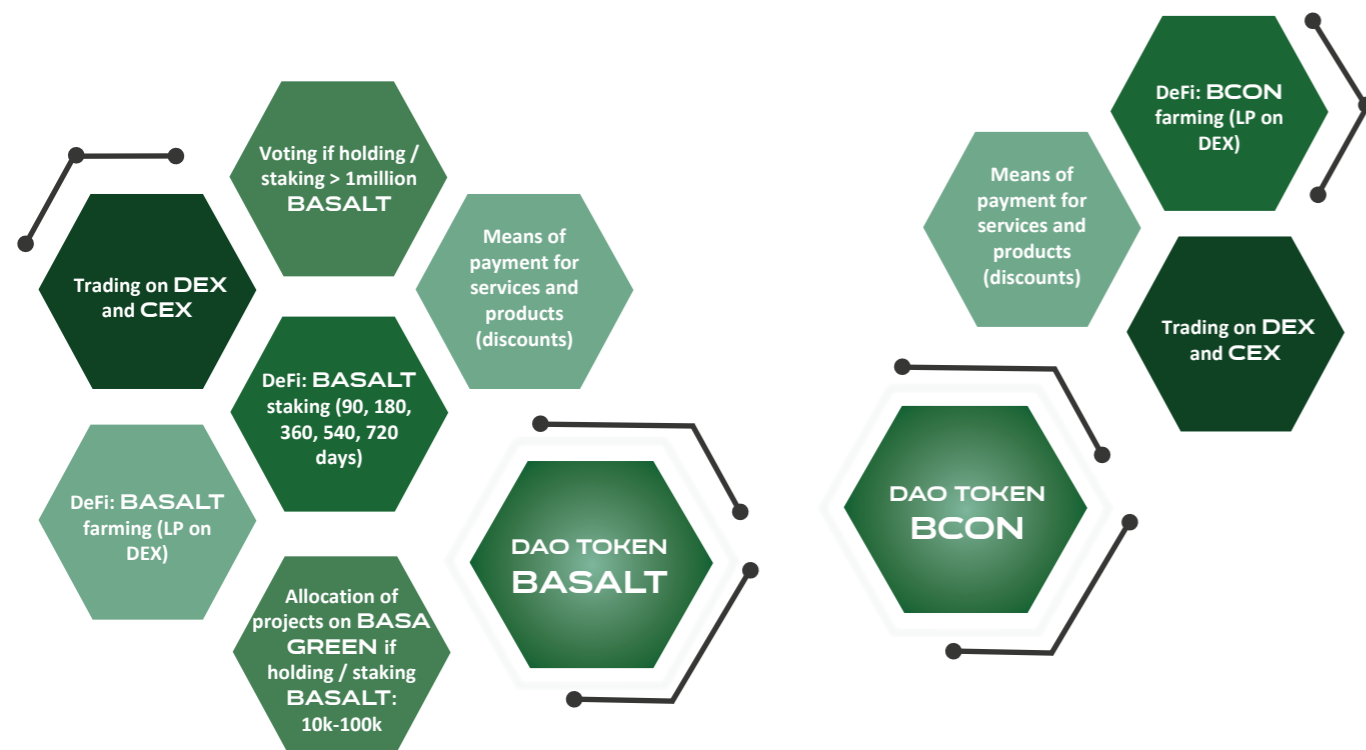 Voting if holding /
staking > 1million
BASALT
Trading on DEX
and CEX
Means of
payment for
services and
products
(discounts)
DeFi: BASALT
staking (90, 180,
360, 540, 720
days)
DeFi: BASALT
farming (LP on
DEX)
Allocation of
projects on BASA
GREEN if
holding / staking
BASALT:
10k-100k
DAO TOKEN
BASALT
DeFi: BCON
farming (LP on
DEX)
Means of
payment for
services and
products
(discounts)
Trading on DEX
and CEX
DAO TOKEN
BCON